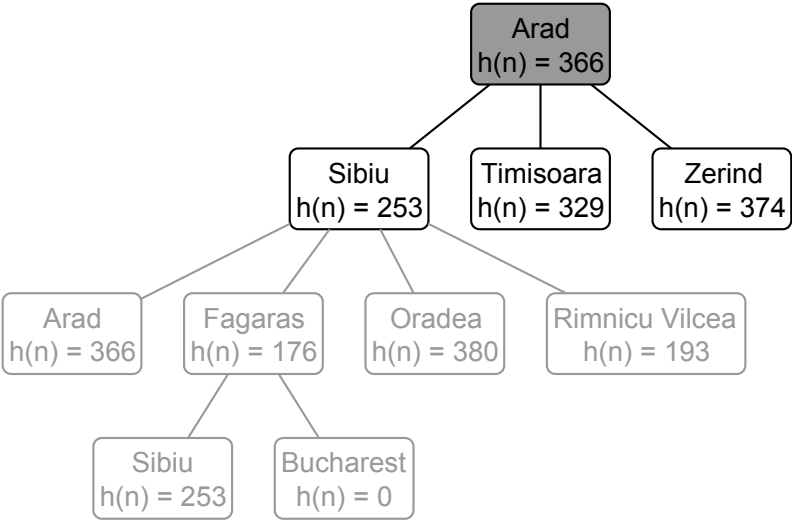 Arad
h(n) = 366
Sibiu
h(n) = 253
Timisoara
h(n) = 329
Zerind
h(n) = 374
Arad
h(n) = 366
Fagaras
h(n) = 176
Oradea
h(n) = 380
Rimnicu Vilcea
h(n) = 193
Sibiu
h(n) = 253
Bucharest
h(n) = 0